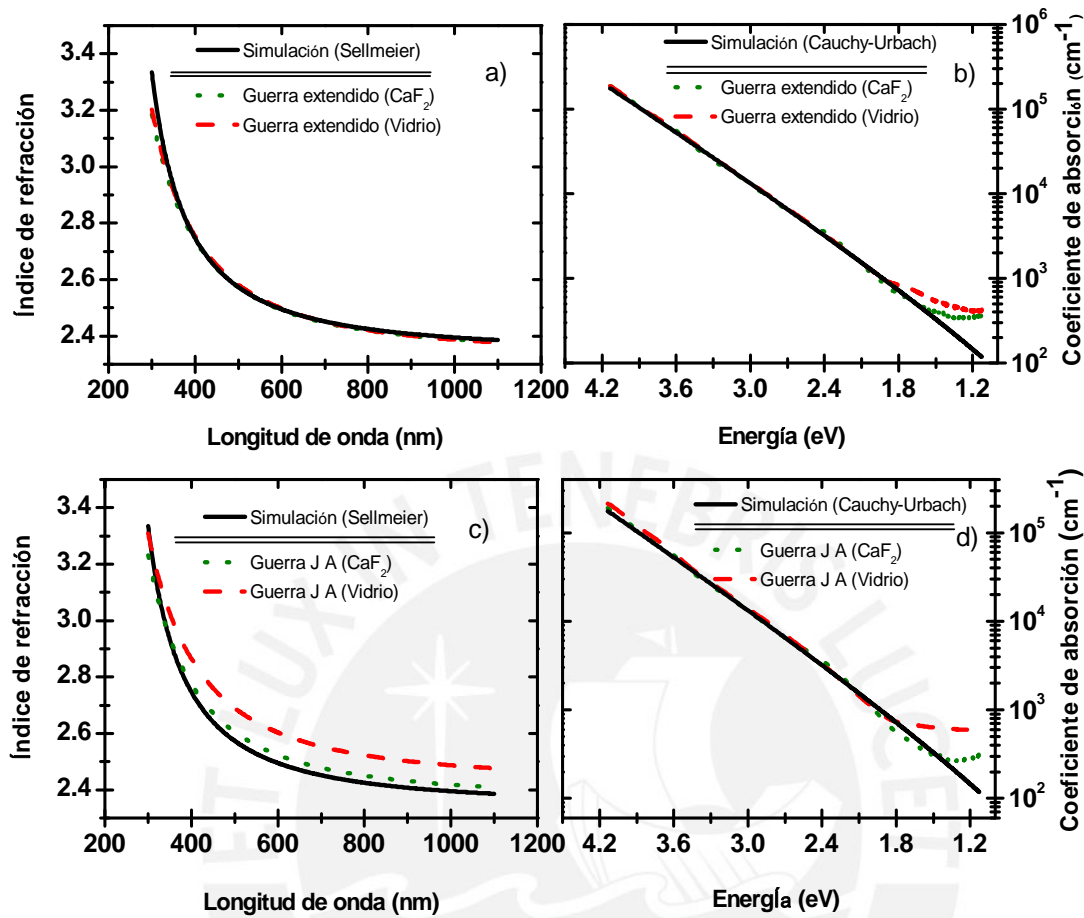 Simulación (Sellmeier)
Guerra extendido (CaF2)
Guerra extendido (Vidrio)
a)
3.4
3.2
3.0
2.8
2.6
2.4
200 400 600 800 1000 1200
Índice de refracción
Longitud de onda (nm)
Simulación (Cauchy-Urbach)
Guerra extendido (CaF2)
Guerra extendido (Vidrio)
b)
10^6
10^5
10^4
10^3
10^2
4.2 3.6 3.0 2.4 1.8 1.2
Coeficiente de absorción (cm^-1)
Energía (eV)
Simulación (Sellmeier)
Guerra J A (CaF2)
Guerra J A (Vidrio)
c)
3.4
3.2
3.0
2.8
2.6
2.4
200 400 600 800 1000 1200
Índice de refracción
Longitud de onda (nm)
Simulación (Cauchy-Urbach)
Guerra J A (CaF2)
Guerra J A (Vidrio)
d)
10^5
10^4
10^3
10^2
4.2 3.6 3.0 2.4 1.8 1.2
Coeficiente de absorción (cm^-1)
Energía (eV)
ET LUX IN TENEBRIS LUCET